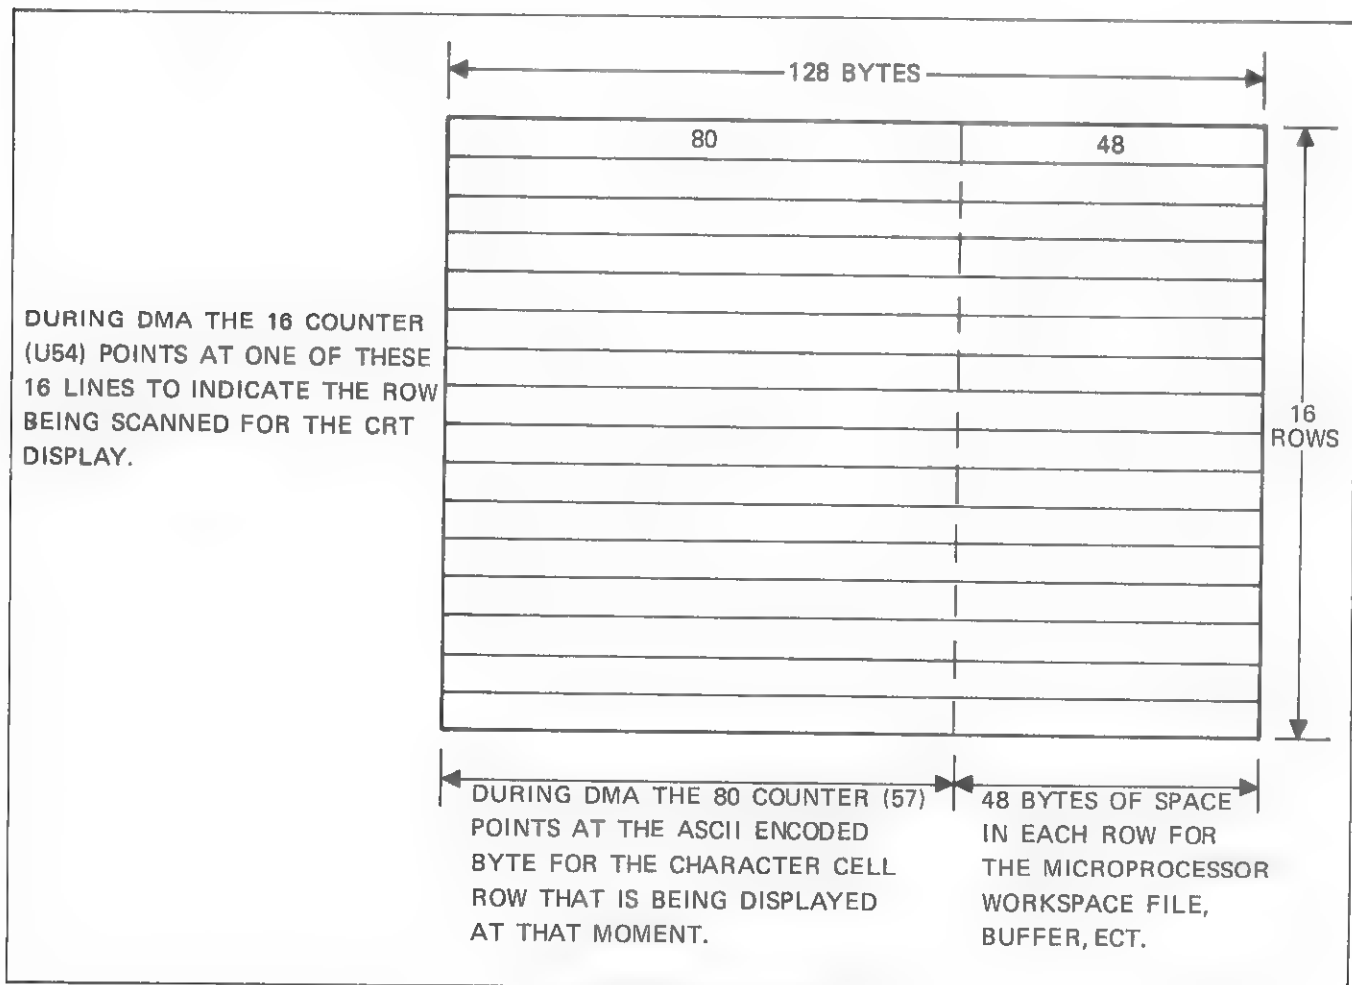 128 BYTES
80
48
DURING DMA THE 16 COUNTER
(U54) POINTS AT ONE OF THESE
16 LINES TO INDICATE THE ROW
BEING SCANNED FOR THE CRT
DISPLAY.
16
ROWS
DURING DMA THE 80 COUNTER (57)
POINTS AT THE ASCII ENCODED
BYTE FOR THE CHARACTER CELL
ROW THAT IS BEING DISPLAYED
AT THAT MOMENT.
48 BYTES OF SPACE
IN EACH ROW FOR
THE MICROPROCESSOR
WORKSPACE FILE,
BUFFER, ECT.